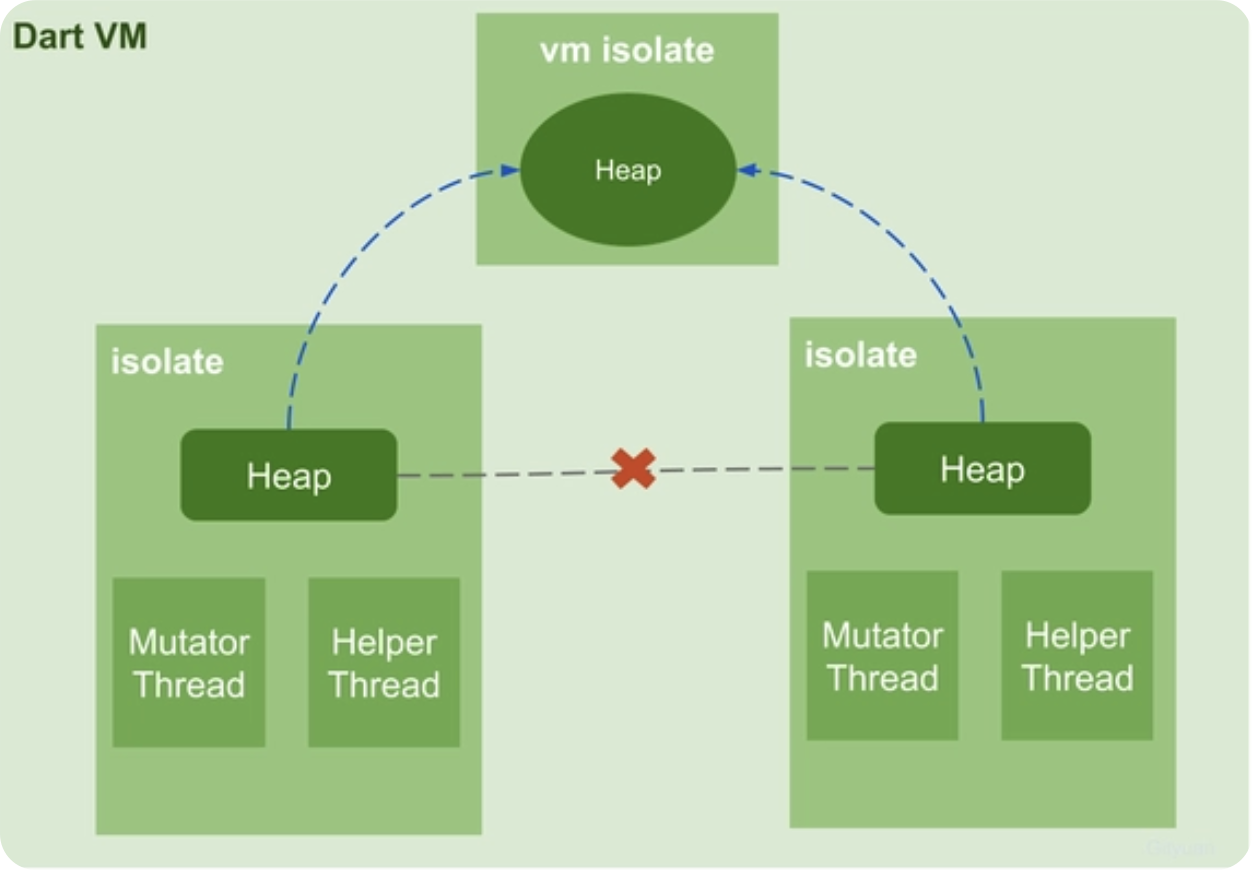 Dart VM
vm isolate
Heap
isolate
Heap
Mutator
Thread
Helper
Thread
isolate
Heap
Mutator
Thread
Helper
Thread